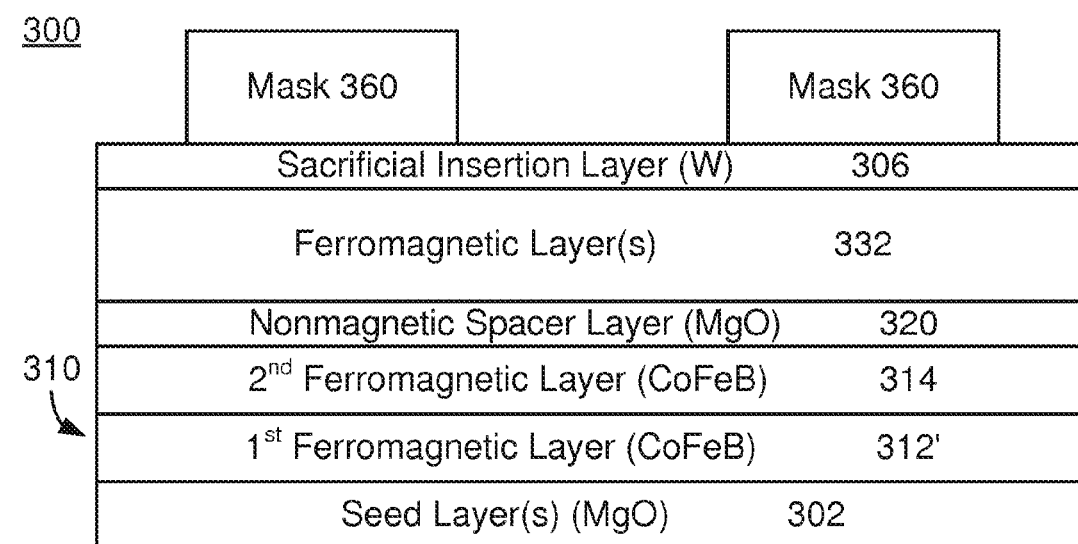 300
Mask 360 Mask 360
Sacrificial Insertion Layer (W) 306
Ferromagnetic Layer(s) 332
Nonmagnetic Spacer Layer (MgO) 320
310
2nd Ferromagnetic Layer (CoFeB) 314
1st Ferromagnetic Layer (CoFeB) 312'
Seed Layer(s) (MgO) 302